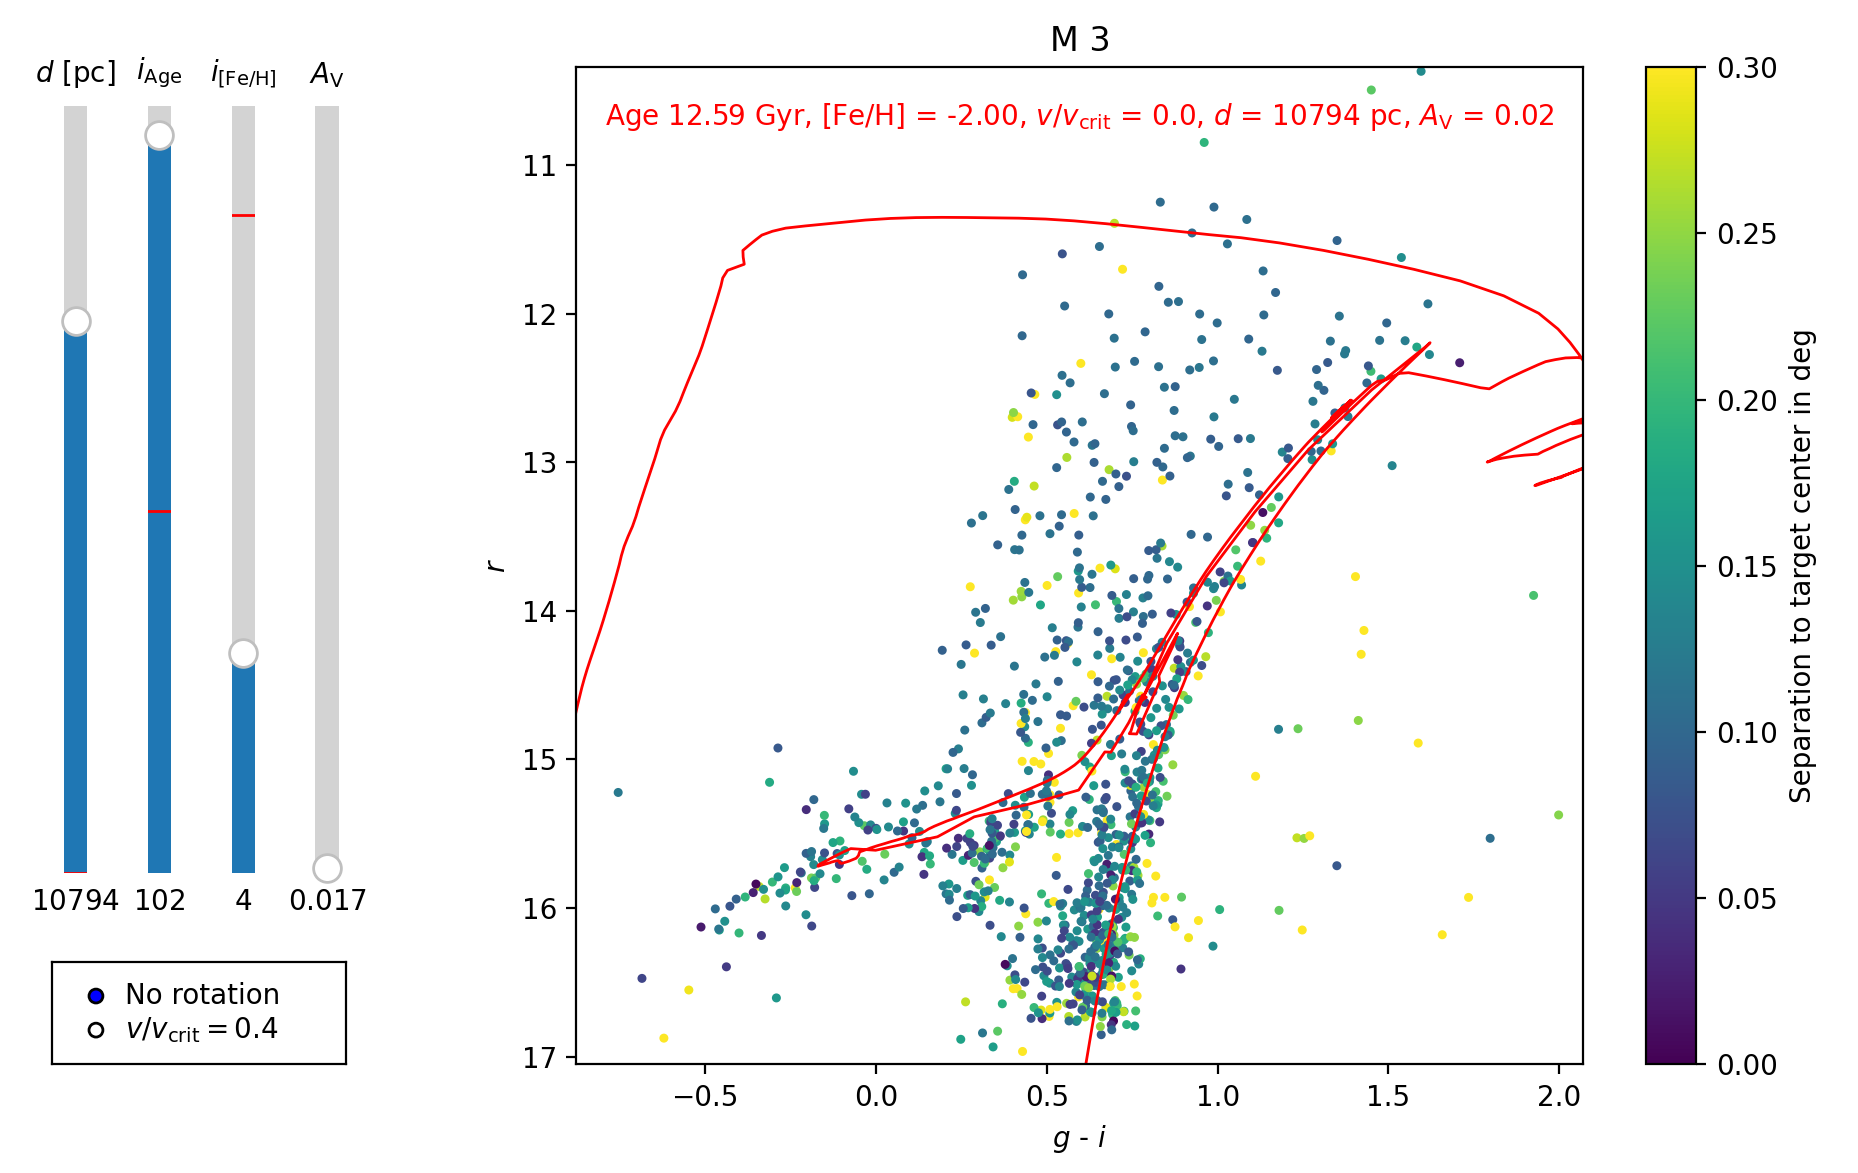 M 3
d [pc] i_Age i_[Fe/H] A_V
Age 12.59 Gyr, [Fe/H] = -2.00, v/v_crit = 0.0, d = 10794 pc, A_V = 0.02
10794 102 4 0.017
No rotation
v/v_crit = 0.4
r
11
12
13
14
15
16
17
−0.5 0.0 0.5 1.0 1.5 2.0
g - i
0.30
0.25
0.20
0.15
0.10
0.05
0.00
Separation to target center in deg